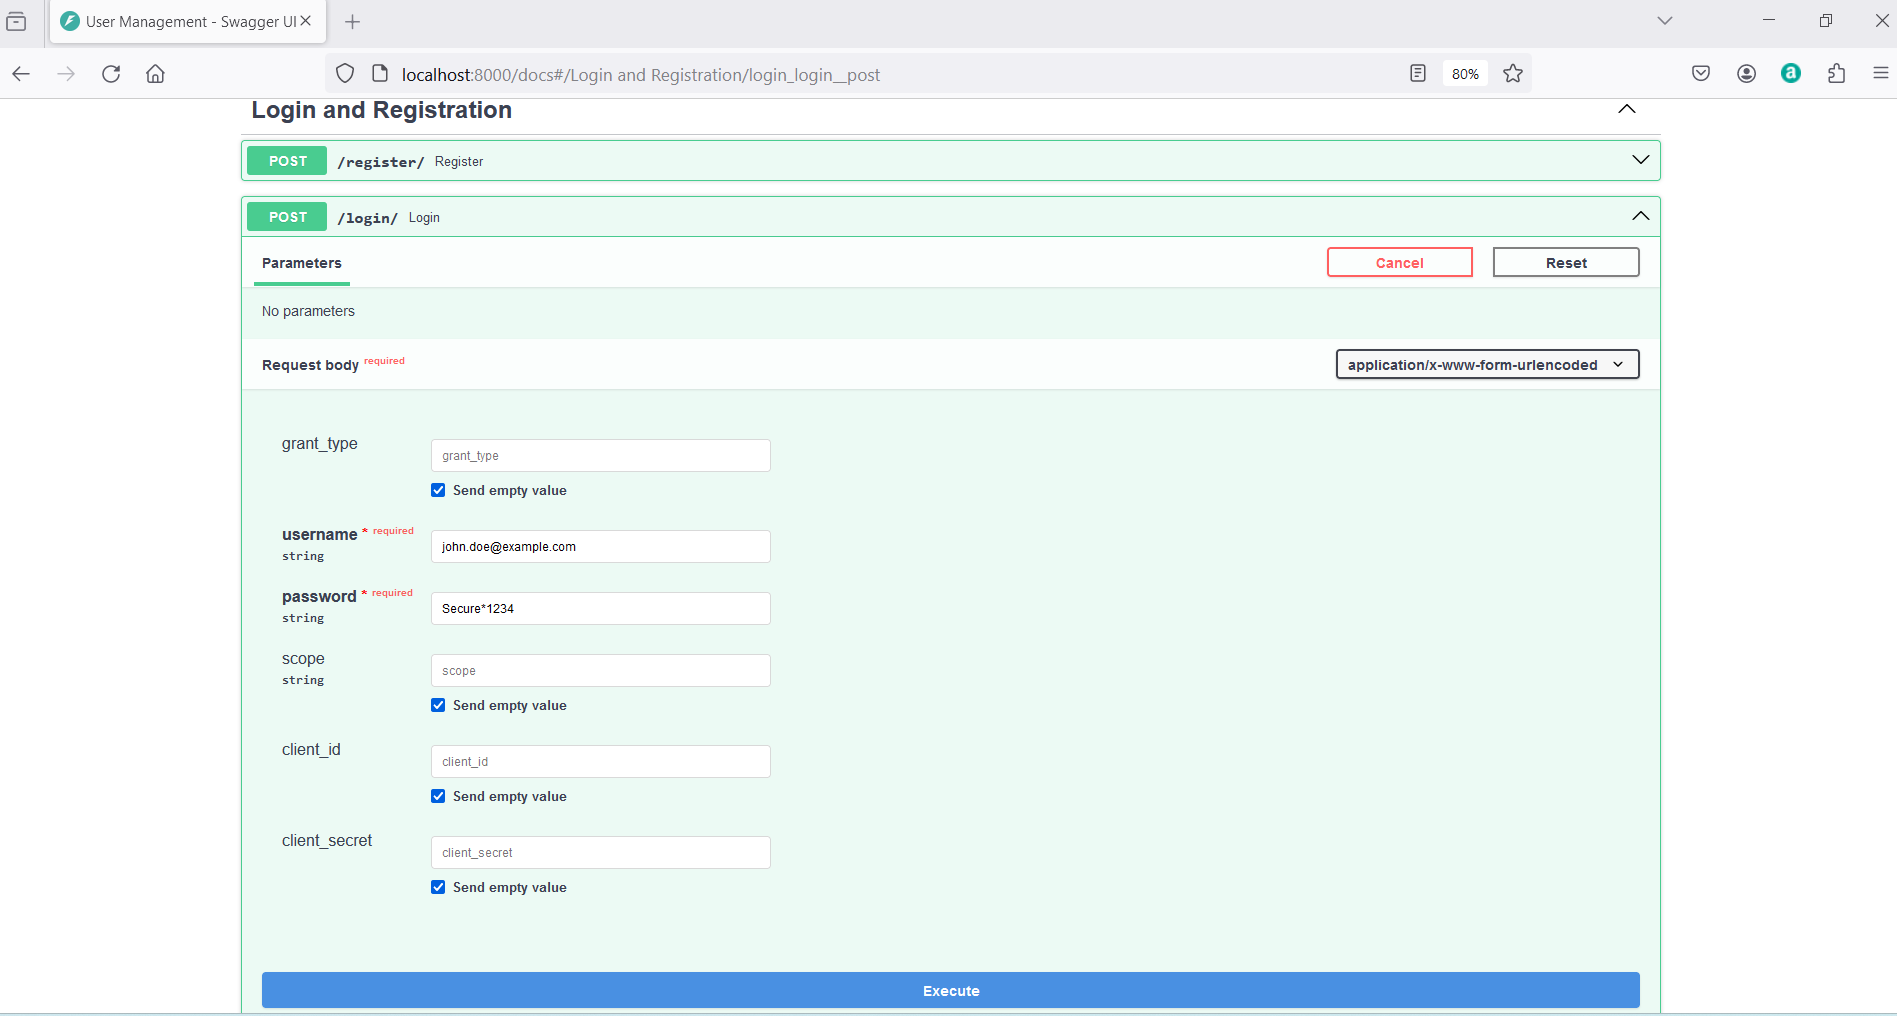 User Management - Swagger UI
localhost:8000/docs#/Login and Registration/login_login__post
80%
a
Login and Registration
POST /register/ Register
POST /login/ Login
Parameters
Cancel
Reset
No parameters
Request body required
application/x-www-form-urlencoded
grant_type
grant_type
Send empty value
username * required
string
john.doe@example.com
password * required
string
Secure*1234
scope
string
scope
Send empty value
client_id
client_id
Send empty value
client_secret
client_secret
Send empty value
Execute